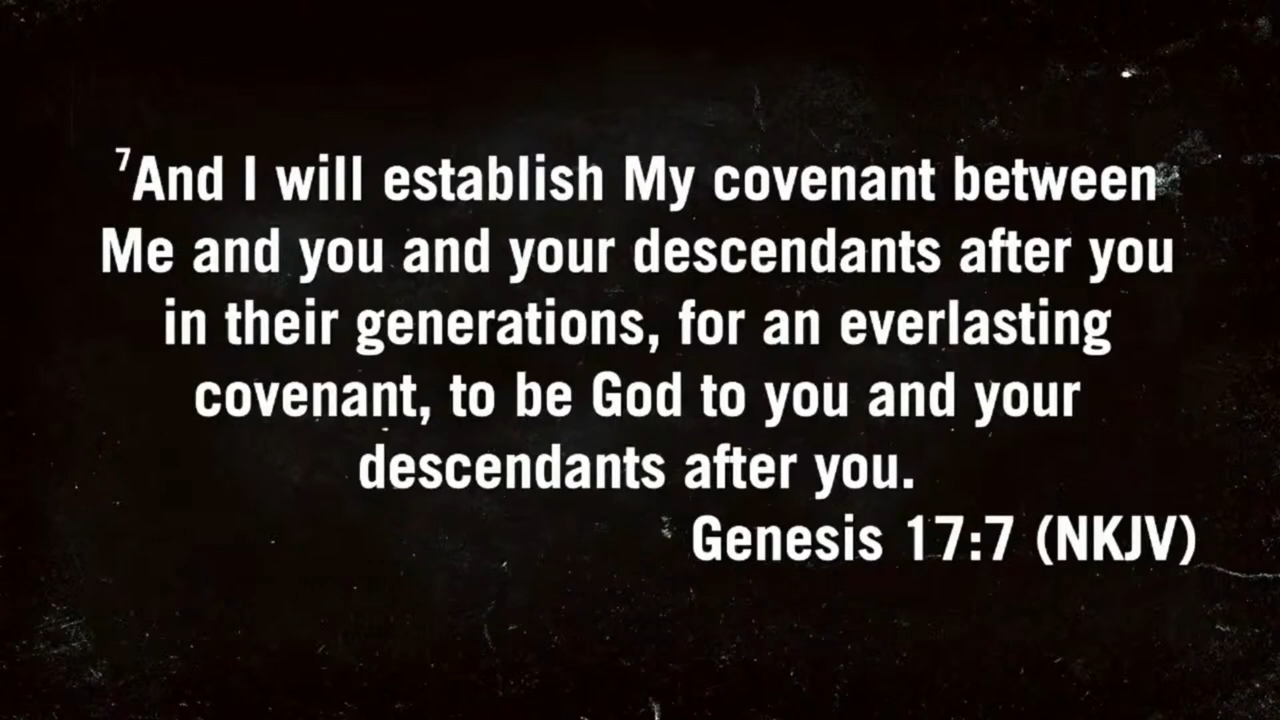 ⁷And I will establish My covenant between
Me and you and your descendants after you
in their generations, for an everlasting
covenant, to be God to you and your
descendants after you.
Genesis 17:7 (NKJV)